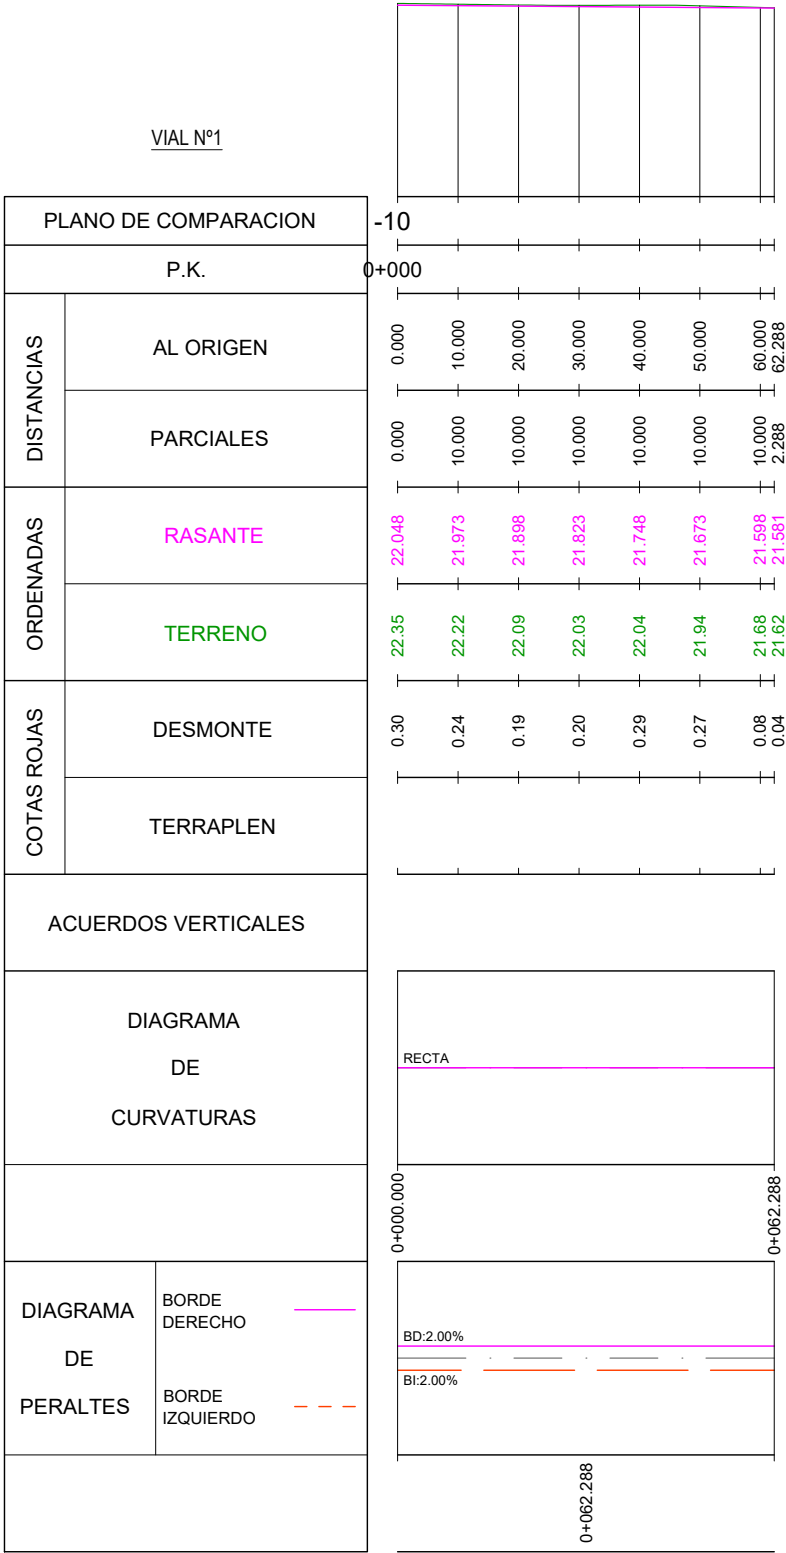 VIAL Nº1
PLANO DE COMPARACION
-10
P.K.
0+000
DISTANCIAS
AL ORIGEN
0.000 10.000 20.000 30.000 40.000 50.000 60.000 62.288
PARCIALES
0.000 10.000 10.000 10.000 10.000 10.000 10.000 2.288
ORDENADAS
RASANTE
22.048 21.973 21.898 21.823 21.748 21.673 21.598 21.581
TERRENO
22.35 22.22 22.09 22.03 22.04 21.94 21.68 21.62
COTAS ROJAS
DESMONTE
0.30 0.24 0.19 0.20 0.29 0.27 0.08 0.04
TERRAPLEN
ACUERDOS VERTICALES
DIAGRAMA
DE
CURVATURAS
RECTA
0+000.000
0+062.288
DIAGRAMA
DE
PERALTES
BORDE
DERECHO
BORDE
IZQUIERDO
BD:2.00%
BI:2.00%
0+062.288